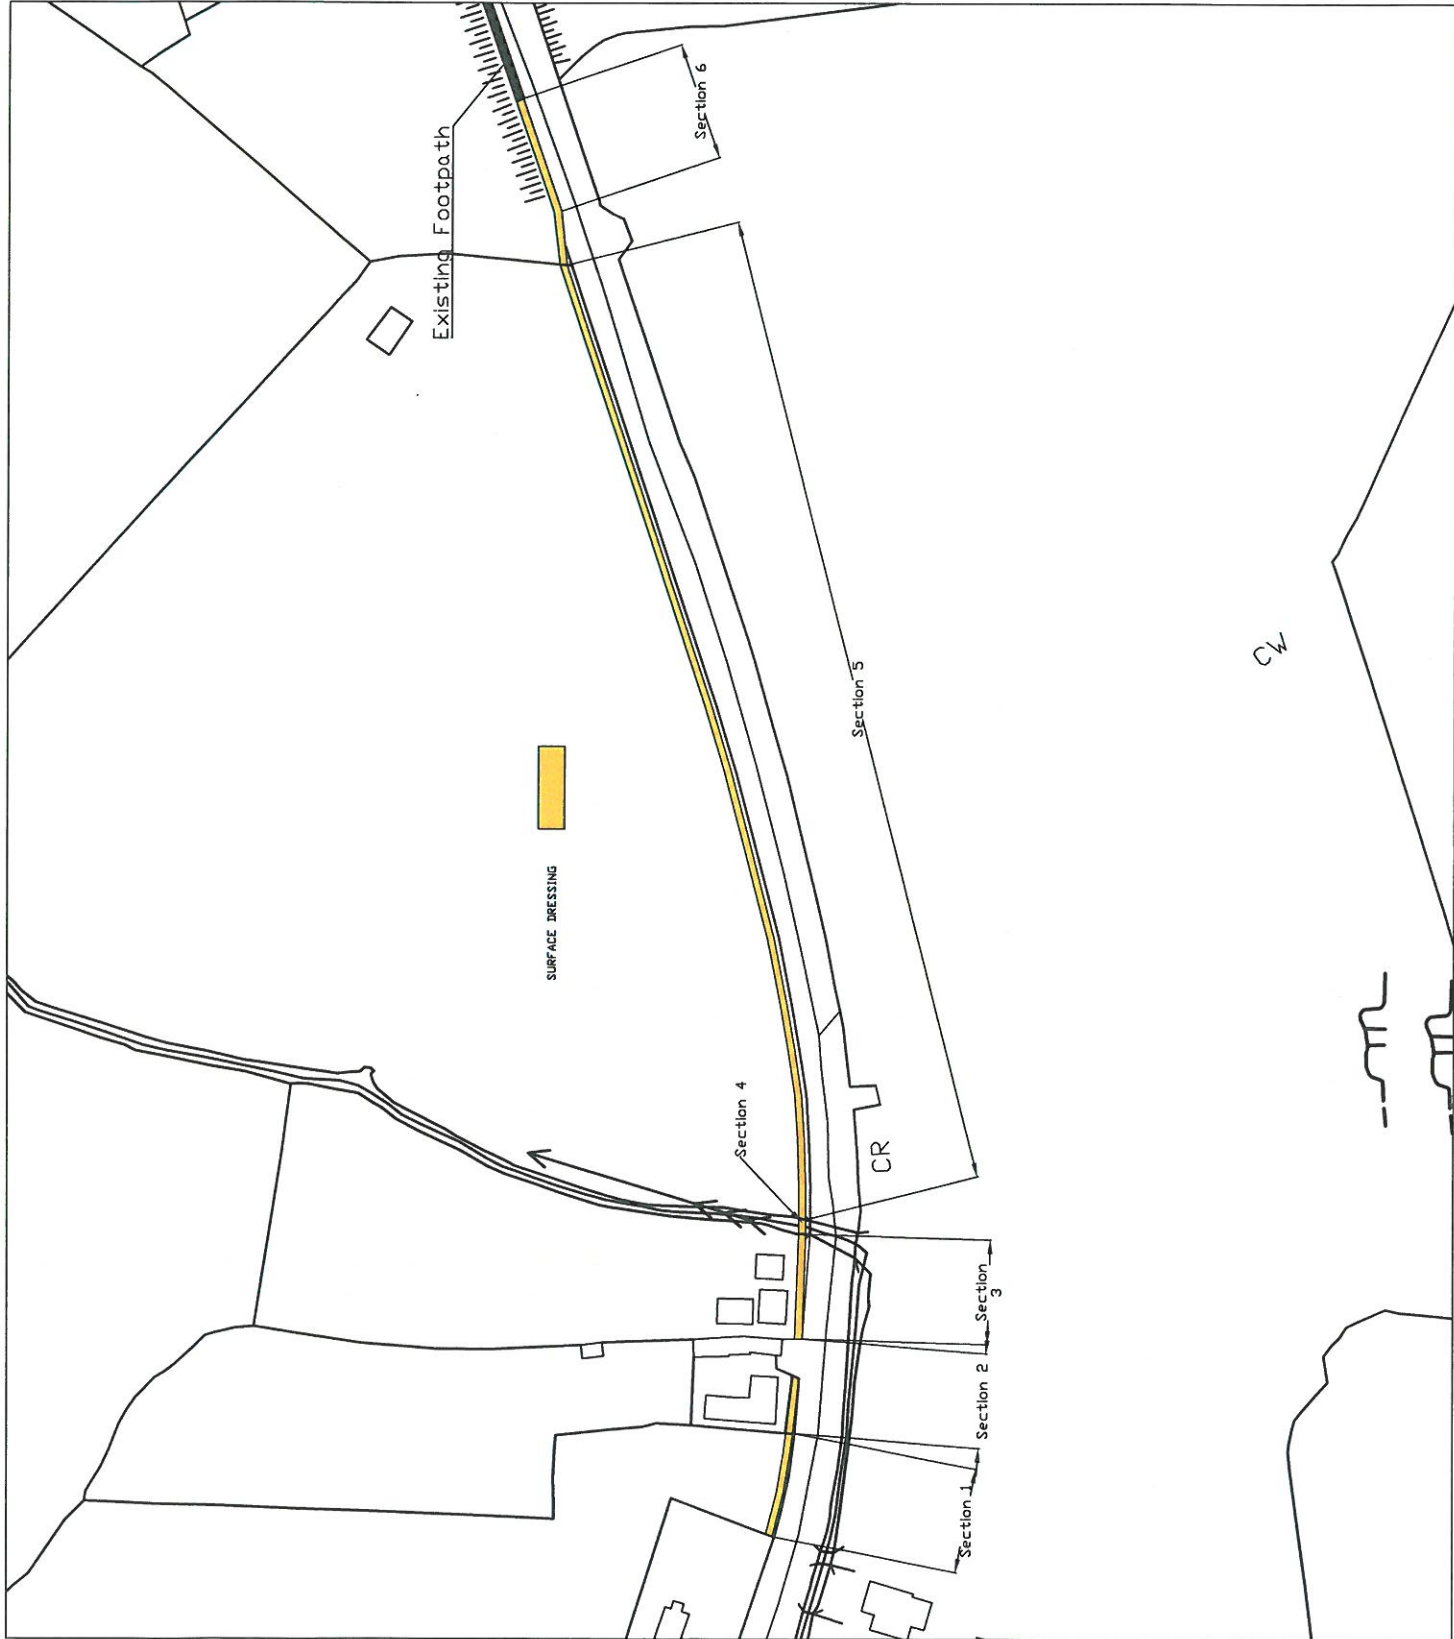 Existing Footpath
Section 6
Section 5
CW
SURFACE DRESSING
Section 4
CR
Section
3
Section 2
Section 1